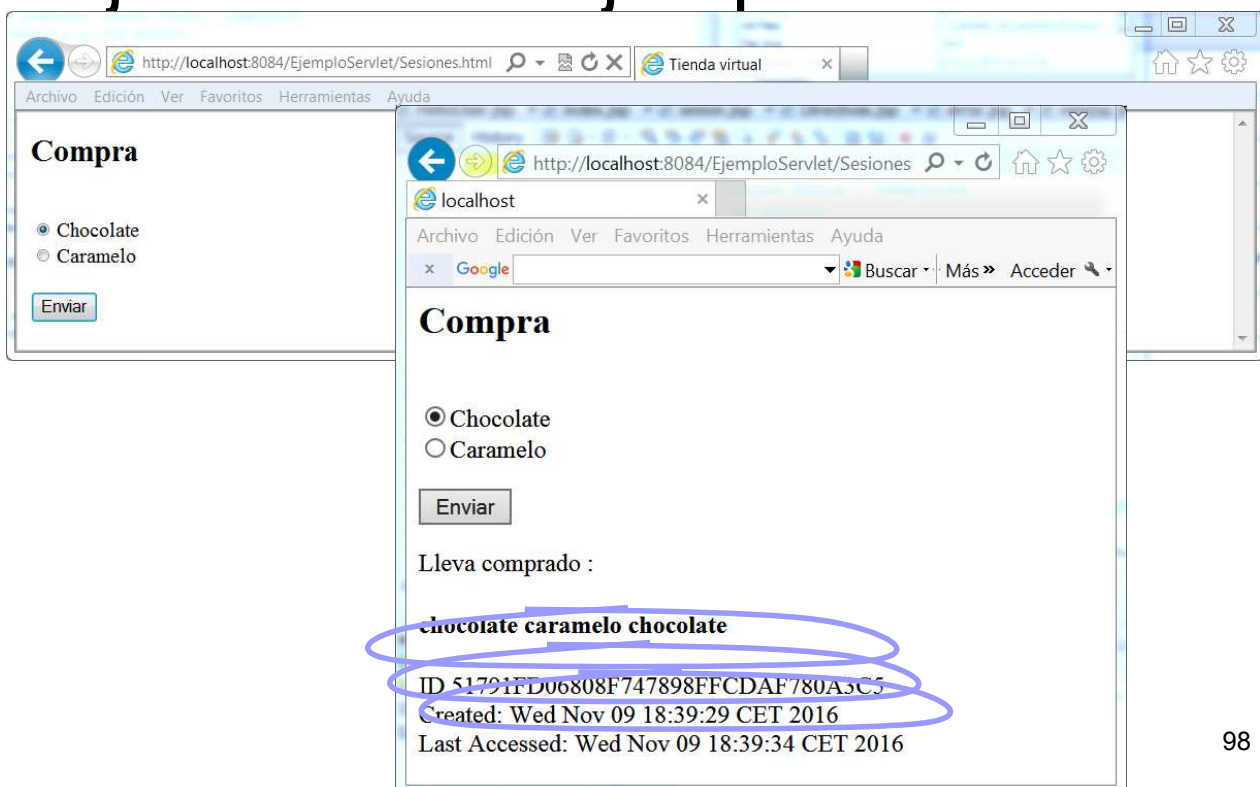 http://localhost:8084/EjemploServlet/Sesiones.html
Tienda virtual
Archivo Edición Ver Favoritos Herramientas Ayuda
Compra
Chocolate
Caramelo
Enviar
http://localhost:8084/EjemploServlet/Sesiones
localhost
Archivo Edición Ver Favoritos Herramientas Ayuda
x Google Buscar Más» Acceder
Compra
Chocolate
Caramelo
Enviar
Lleva comprado :
chocolate caramelo chocolate
ID 51791FD06808F747898FFCDAF780A3C5
Created: Wed Nov 09 18:39:29 CET 2016
Last Accessed: Wed Nov 09 18:39:34 CET 2016
98